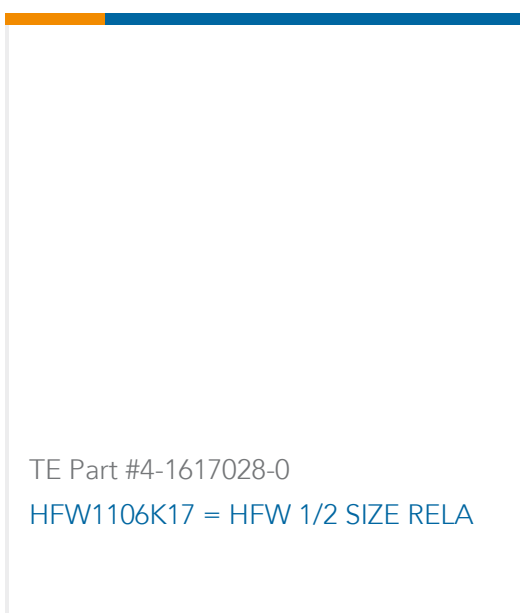 TE Part #4-1617028-0
HFW1106K17 = HFW 1/2 SIZE RELA